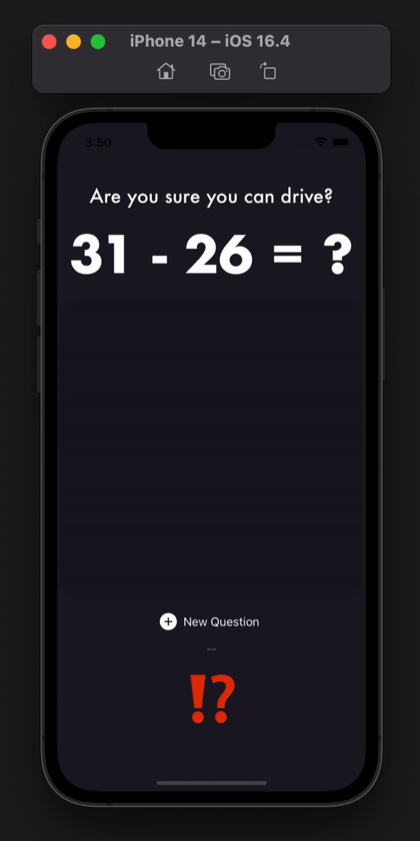 iPhone 14 – iOS 16.4
3:50
Are you sure you can drive?
31 - 26 = ?
New Question
--
!?